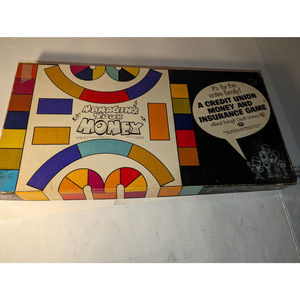 MANAGING
YOUR
MONEY
It's for the
entire family!
A CREDIT UNION
MONEY AND
INSURANCE GAME